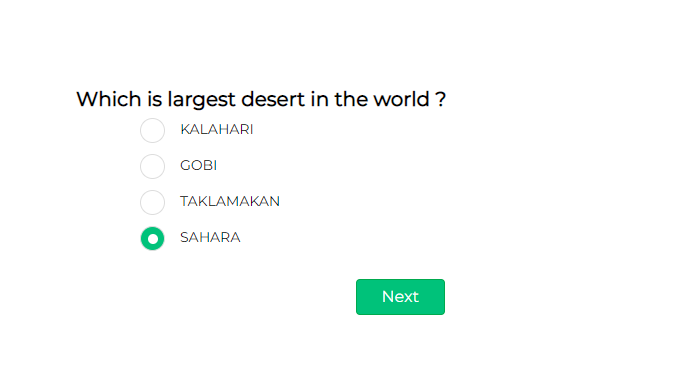 Which is largest desert in the world ?
KALAHARI
GOBI
TAKLAMAKAN
SAHARA
Next